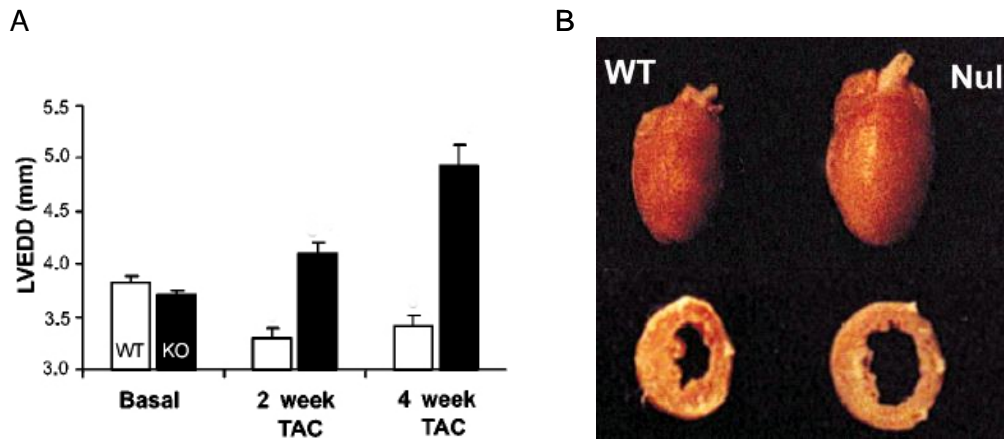 A
B
5.5
5.0
4.5
4.0
3.5
3.0
LVEDD (mm)
WT
KO
Basal
2 week
TAC
4 week
TAC
WT
Nul